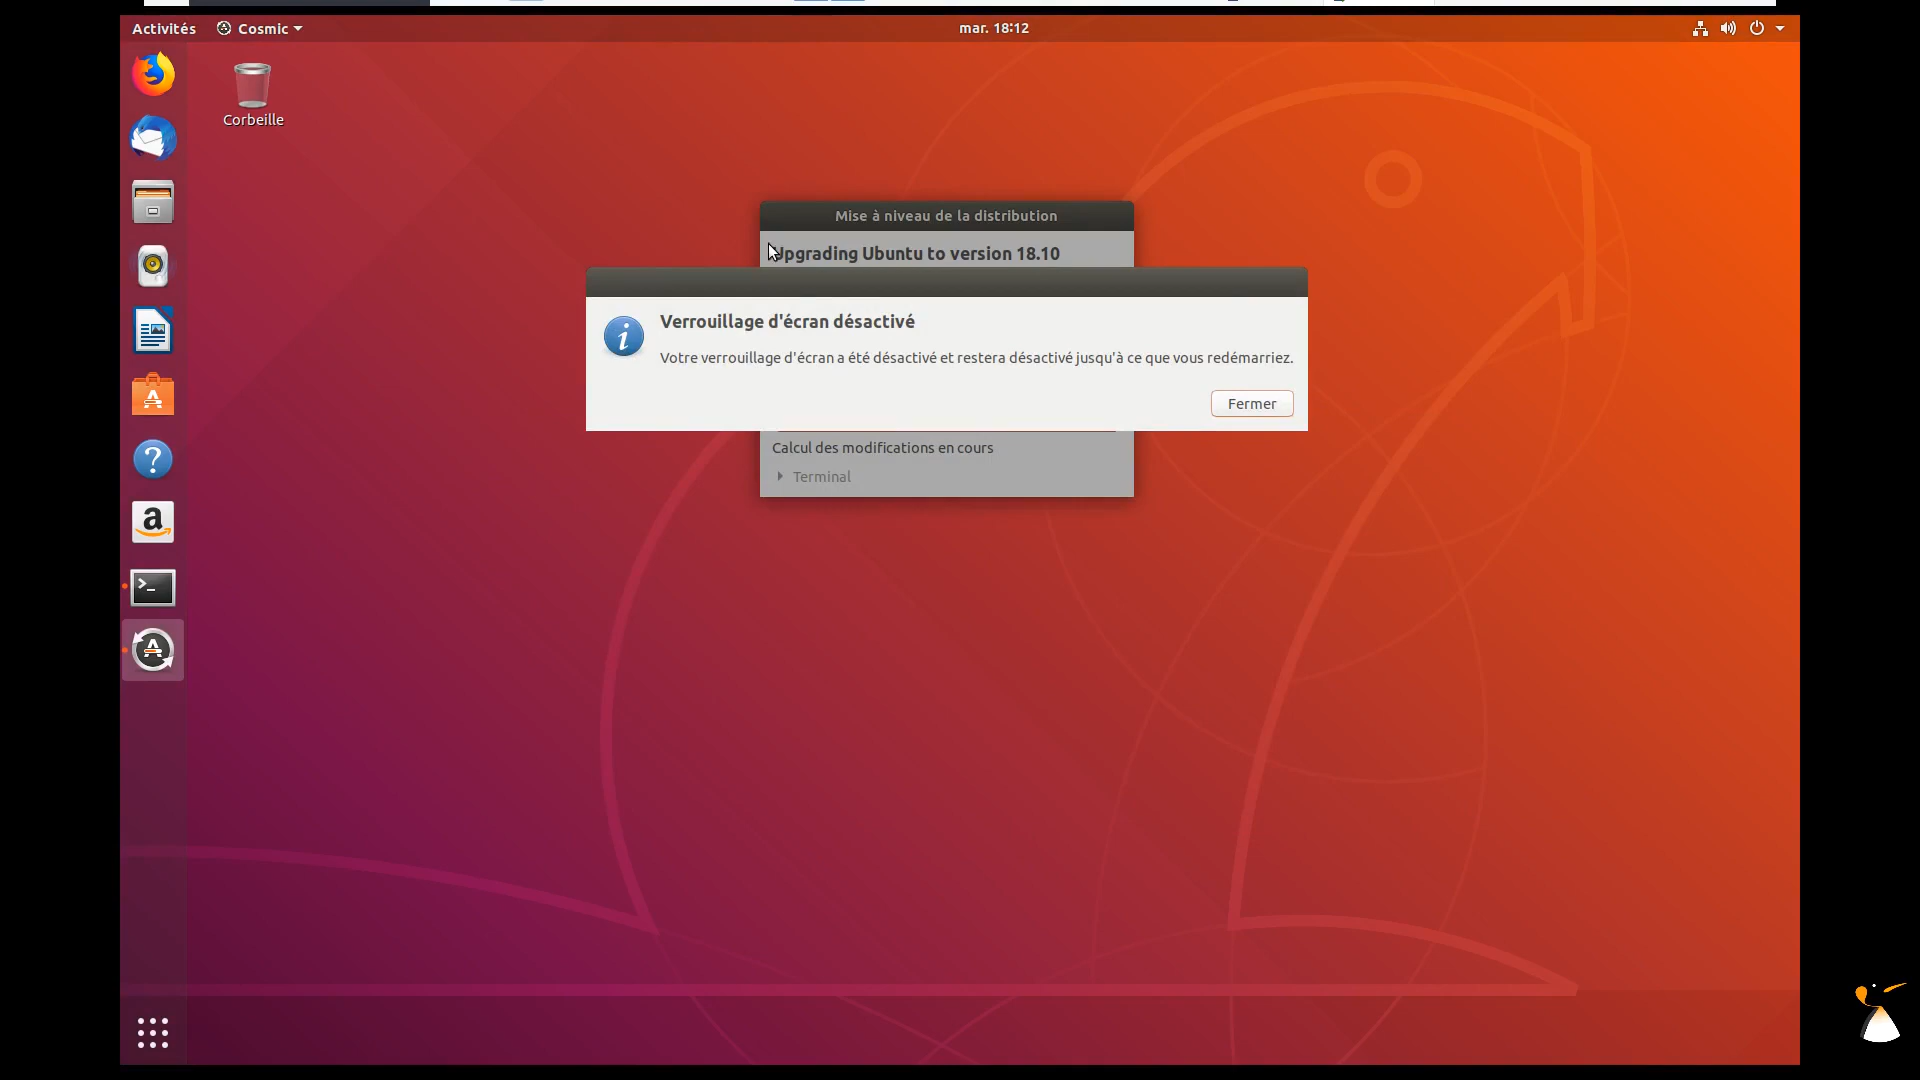 Activités
Cosmic
mar. 18:12
Corbeille
Mise à niveau de la distribution
Upgrading Ubuntu to version 18.10
Verrouillage d'écran désactivé
Votre verrouillage d'écran a été désactivé et restera désactivé jusqu'à ce que vous redémarriez.
Fermer
Calcul des modifications en cours
Terminal